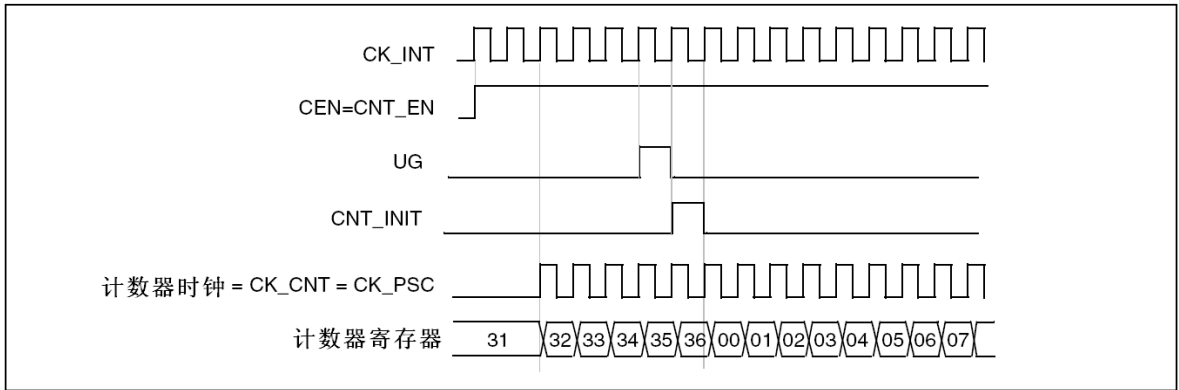 CK_INT
CEN=CNT_EN
UG
CNT_INIT
计数器时钟 = CK_CNT = CK_PSC
计数器寄存器 31 32 33 34 35 36 00 01 02 03 04 05 06 07